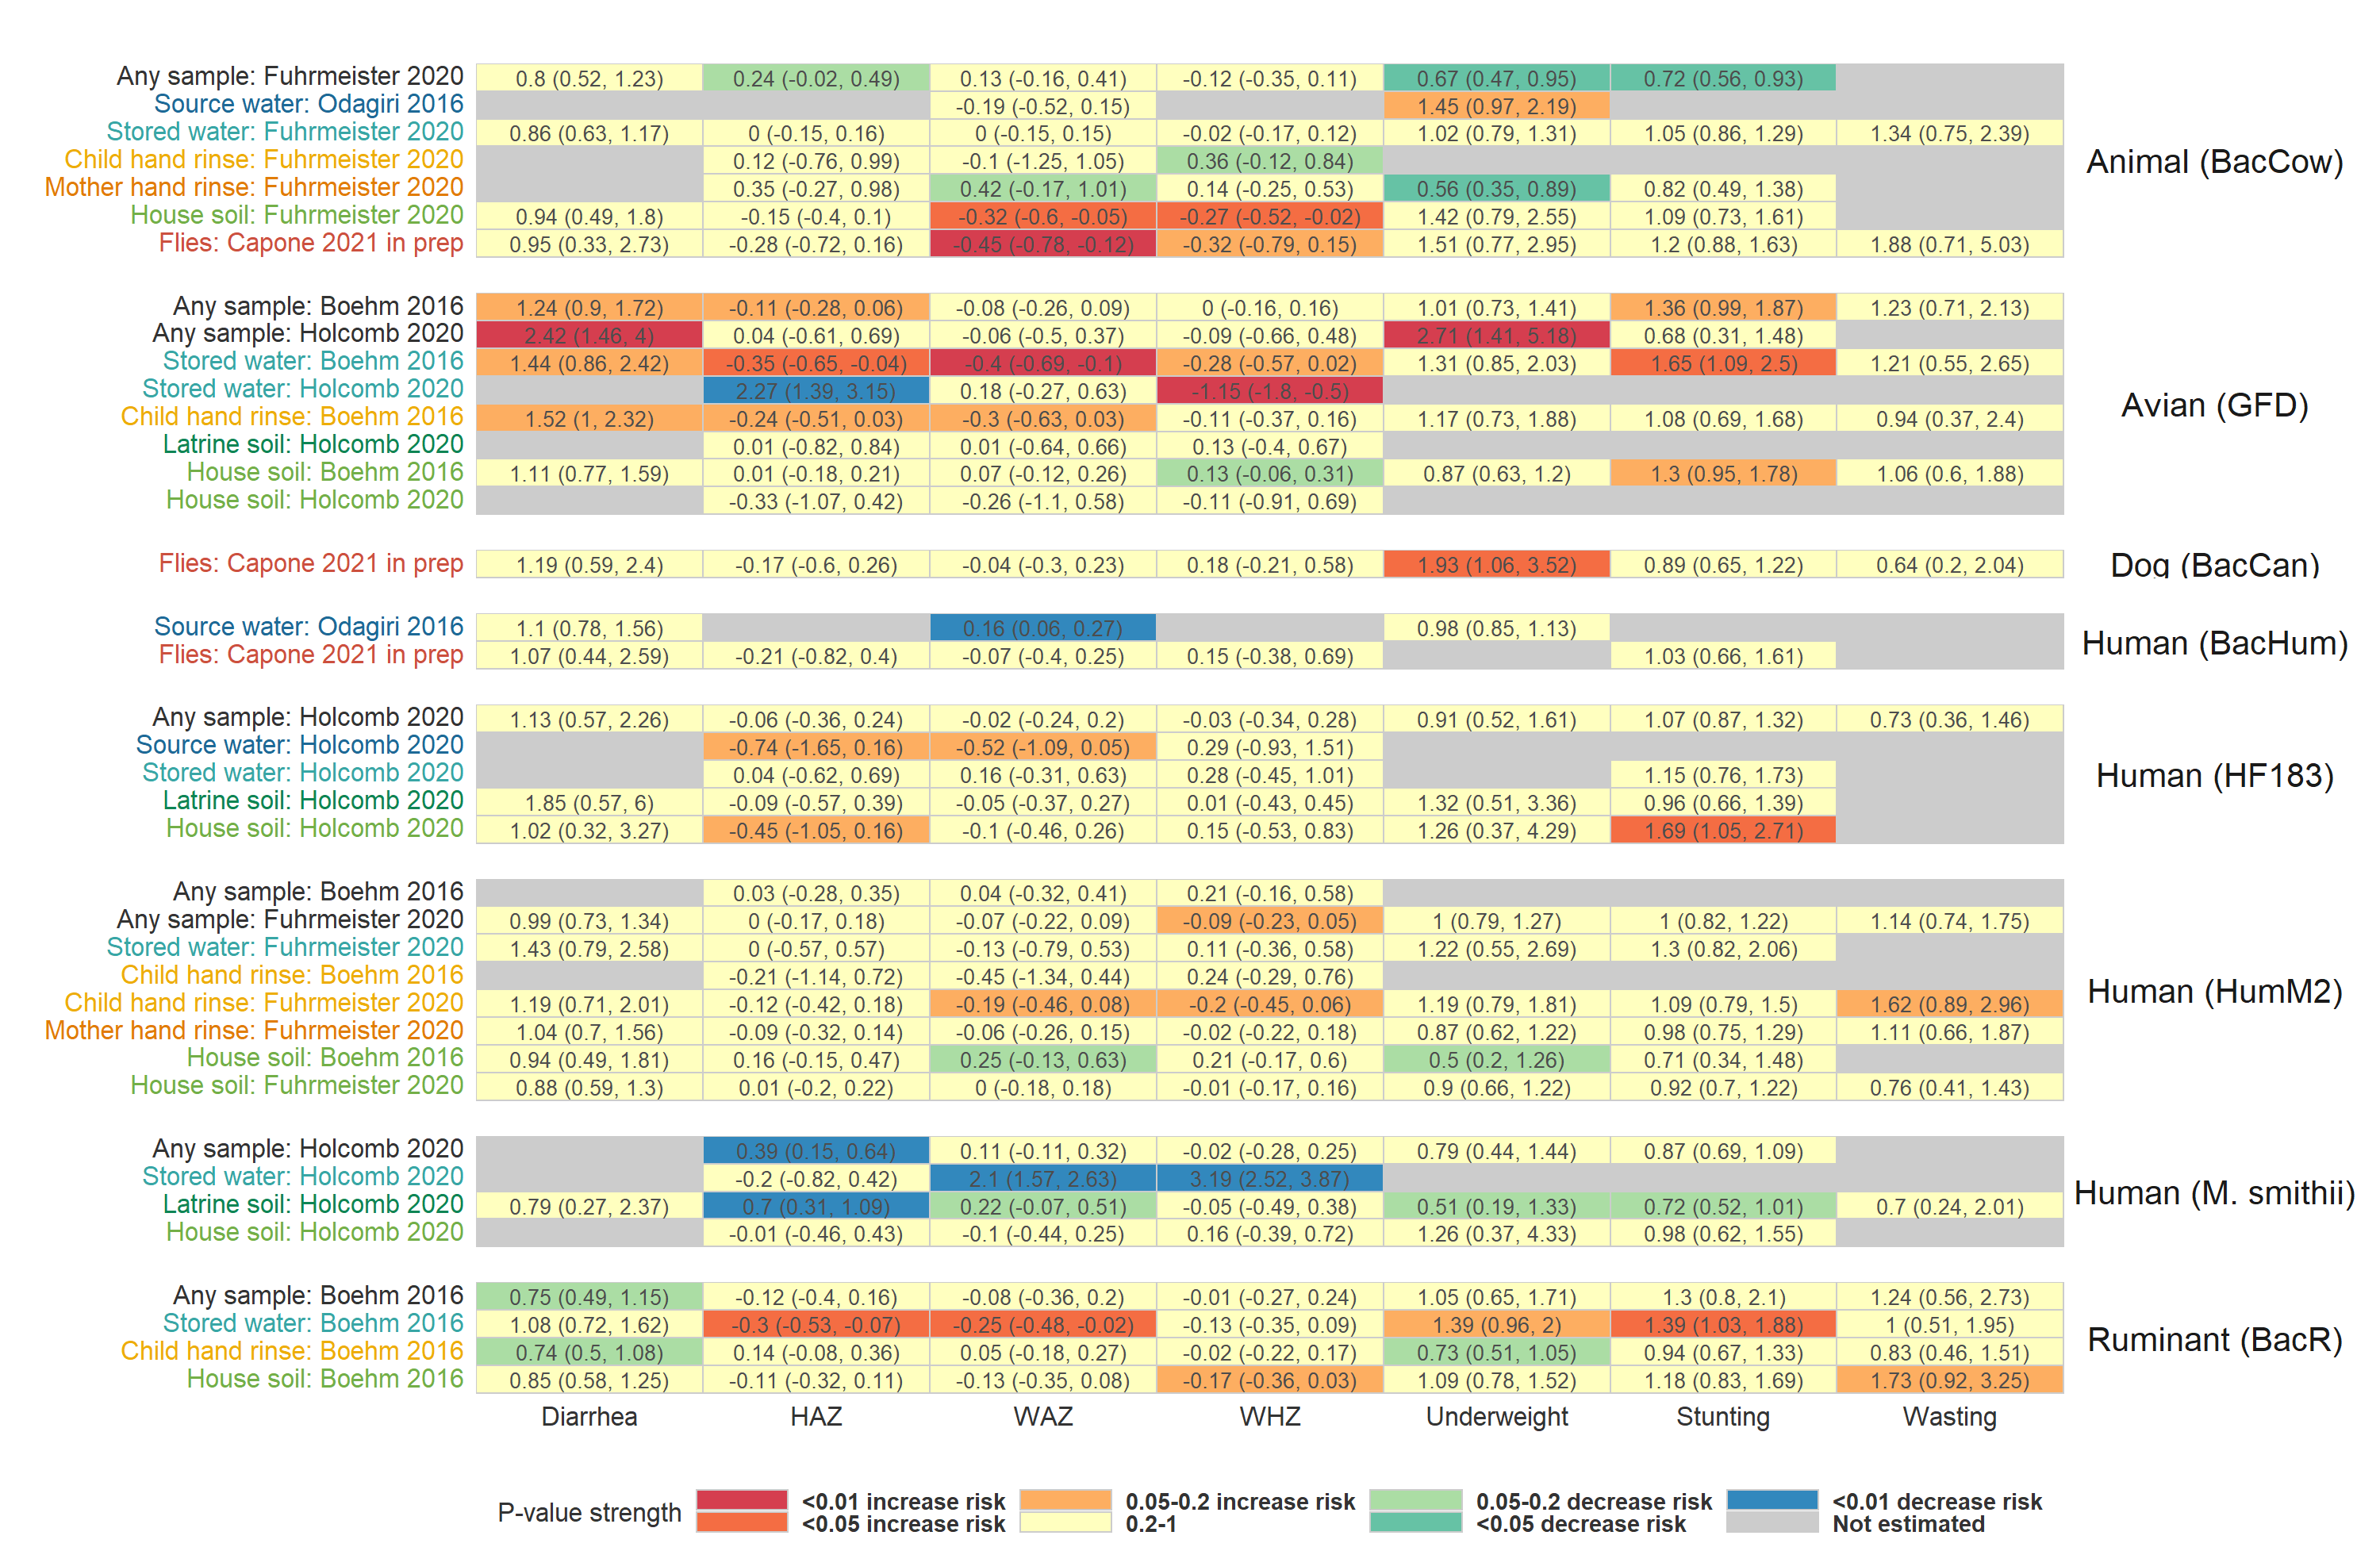 Any sample: Fuhrmeister 2020 0.8 (0.52, 1.23) 0.24 (-0.02, 0.49) 0.13 (-0.16, 0.41) -0.12 (-0.35, 0.11) 0.67 (0.47, 0.95) 0.72 (0.56, 0.93)
Source water: Odagiri 2016 -0.19 (-0.52, 0.15) 1.45 (0.97, 2.19)
Stored water: Fuhrmeister 2020 0.86 (0.63, 1.17) 0 (-0.15, 0.16) 0 (-0.15, 0.15) -0.02 (-0.17, 0.12) 1.02 (0.79, 1.31) 1.05 (0.86, 1.29) 1.34 (0.75, 2.39)
Child hand rinse: Fuhrmeister 2020 0.12 (-0.76, 0.99) -0.1 (-1.25, 1.05) 0.36 (-0.12, 0.84)
Animal (BacCow)
Mother hand rinse: Fuhrmeister 2020 0.35 (-0.27, 0.98) 0.42 (-0.17, 1.01) 0.14 (-0.25, 0.53) 0.56 (0.35, 0.89) 0.82 (0.49, 1.38)
House soil: Fuhrmeister 2020 0.94 (0.49, 1.8) -0.15 (-0.4, 0.1) -0.32 (-0.6, -0.05) -0.27 (-0.52, -0.02) 1.42 (0.79, 2.55) 1.09 (0.73, 1.61)
Flies: Capone 2021 in prep 0.95 (0.33, 2.73) -0.28 (-0.72, 0.16) -0.45 (-0.78, -0.12) -0.32 (-0.79, 0.15) 1.51 (0.77, 2.95) 1.2 (0.88, 1.63) 1.88 (0.71, 5.03)
Any sample: Boehm 2016 1.24 (0.9, 1.72) -0.11 (-0.28, 0.06) -0.08 (-0.26, 0.09) 0 (-0.16, 0.16) 1.01 (0.73, 1.41) 1.36 (0.99, 1.87) 1.23 (0.71, 2.13)
Any sample: Holcomb 2020 2.42 (1.46, 4) 0.04 (-0.61, 0.69) -0.06 (-0.5, 0.37) -0.09 (-0.66, 0.48) 2.71 (1.41, 5.18) 0.68 (0.31, 1.48)
Stored water: Boehm 2016 1.44 (0.86, 2.42) -0.35 (-0.65, -0.04) -0.4 (-0.69, -0.1) -0.28 (-0.57, 0.02) 1.31 (0.85, 2.03) 1.65 (1.09, 2.5) 1.21 (0.55, 2.65)
Stored water: Holcomb 2020 2.27 (1.39, 3.15) 0.18 (-0.27, 0.63) -1.15 (-1.8, -0.5)
Avian (GFD)
Child hand rinse: Boehm 2016 1.52 (1, 2.32) -0.24 (-0.51, 0.03) -0.3 (-0.63, 0.03) -0.11 (-0.37, 0.16) 1.17 (0.73, 1.88) 1.08 (0.69, 1.68) 0.94 (0.37, 2.4)
Latrine soil: Holcomb 2020 0.01 (-0.82, 0.84) 0.01 (-0.64, 0.66) 0.13 (-0.4, 0.67)
House soil: Boehm 2016 1.11 (0.77, 1.59) 0.01 (-0.18, 0.21) 0.07 (-0.12, 0.26) 0.13 (-0.06, 0.31) 0.87 (0.63, 1.2) 1.3 (0.95, 1.78) 1.06 (0.6, 1.88)
House soil: Holcomb 2020 -0.33 (-1.07, 0.42) -0.26 (-1.1, 0.58) -0.11 (-0.91, 0.69)
Flies: Capone 2021 in prep 1.19 (0.59, 2.4) -0.17 (-0.6, 0.26) -0.04 (-0.3, 0.23) 0.18 (-0.21, 0.58) 1.93 (1.06, 3.52) 0.89 (0.65, 1.22) 0.64 (0.2, 2.04) Dog (BacCan)
Source water: Odagiri 2016 1.1 (0.78, 1.56) 0.16 (0.06, 0.27) 0.98 (0.85, 1.13)
Human (BacHum)
Flies: Capone 2021 in prep 1.07 (0.44, 2.59) -0.21 (-0.82, 0.4) -0.07 (-0.4, 0.25) 0.15 (-0.38, 0.69) 1.03 (0.66, 1.61)
Any sample: Holcomb 2020 1.13 (0.57, 2.26) -0.06 (-0.36, 0.24) -0.02 (-0.24, 0.2) -0.03 (-0.34, 0.28) 0.91 (0.52, 1.61) 1.07 (0.87, 1.32) 0.73 (0.36, 1.46)
Source water: Holcomb 2020 -0.74 (-1.65, 0.16) -0.52 (-1.09, 0.05) 0.29 (-0.93, 1.51)
Stored water: Holcomb 2020 0.04 (-0.62, 0.69) 0.16 (-0.31, 0.63) 0.28 (-0.45, 1.01) 1.15 (0.76, 1.73) Human (HF183)
Latrine soil: Holcomb 2020 1.85 (0.57, 6) -0.09 (-0.57, 0.39) -0.05 (-0.37, 0.27) 0.01 (-0.43, 0.45) 1.32 (0.51, 3.36) 0.96 (0.66, 1.39)
House soil: Holcomb 2020 1.02 (0.32, 3.27) -0.45 (-1.05, 0.16) -0.1 (-0.46, 0.26) 0.15 (-0.53, 0.83) 1.26 (0.37, 4.29) 1.69 (1.05, 2.71)
Any sample: Boehm 2016 0.03 (-0.28, 0.35) 0.04 (-0.32, 0.41) 0.21 (-0.16, 0.58)
Any sample: Fuhrmeister 2020 0.99 (0.73, 1.34) 0 (-0.17, 0.18) -0.07 (-0.22, 0.09) -0.09 (-0.23, 0.05) 1 (0.79, 1.27) 1 (0.82, 1.22) 1.14 (0.74, 1.75)
Stored water: Fuhrmeister 2020 1.43 (0.79, 2.58) 0 (-0.57, 0.57) -0.13 (-0.79, 0.53) 0.11 (-0.36, 0.58) 1.22 (0.55, 2.69) 1.3 (0.82, 2.06)
Child hand rinse: Boehm 2016 -0.21 (-1.14, 0.72) -0.45 (-1.34, 0.44) 0.24 (-0.29, 0.76)
Human (HumM2)
Child hand rinse: Fuhrmeister 2020 1.19 (0.71, 2.01) -0.12 (-0.42, 0.18) -0.19 (-0.46, 0.08) -0.2 (-0.45, 0.06) 1.19 (0.79, 1.81) 1.09 (0.79, 1.5) 1.62 (0.89, 2.96)
Mother hand rinse: Fuhrmeister 2020 1.04 (0.7, 1.56) -0.09 (-0.32, 0.14) -0.06 (-0.26, 0.15) -0.02 (-0.22, 0.18) 0.87 (0.62, 1.22) 0.98 (0.75, 1.29) 1.11 (0.66, 1.87)
House soil: Boehm 2016 0.94 (0.49, 1.81) 0.16 (-0.15, 0.47) 0.25 (-0.13, 0.63) 0.21 (-0.17, 0.6) 0.5 (0.2, 1.26) 0.71 (0.34, 1.48)
House soil: Fuhrmeister 2020 0.88 (0.59, 1.3) 0.01 (-0.2, 0.22) 0 (-0.18, 0.18) -0.01 (-0.17, 0.16) 0.9 (0.66, 1.22) 0.92 (0.7, 1.22) 0.76 (0.41, 1.43)
Any sample: Holcomb 2020 0.39 (0.15, 0.64) 0.11 (-0.11, 0.32) -0.02 (-0.28, 0.25) 0.79 (0.44, 1.44) 0.87 (0.69, 1.09)
Stored water: Holcomb 2020 -0.2 (-0.82, 0.42) 2.1 (1.57, 2.63) 3.19 (2.52, 3.87)
Human (M. smithii)
Latrine soil: Holcomb 2020 0.79 (0.27, 2.37) 0.7 (0.31, 1.09) 0.22 (-0.07, 0.51) -0.05 (-0.49, 0.38) 0.51 (0.19, 1.33) 0.72 (0.52, 1.01) 0.7 (0.24, 2.01)
House soil: Holcomb 2020 -0.01 (-0.46, 0.43) -0.1 (-0.44, 0.25) 0.16 (-0.39, 0.72) 1.26 (0.37, 4.33) 0.98 (0.62, 1.55)
Any sample: Boehm 2016 0.75 (0.49, 1.15) -0.12 (-0.4, 0.16) -0.08 (-0.36, 0.2) -0.01 (-0.27, 0.24) 1.05 (0.65, 1.71) 1.3 (0.8, 2.1) 1.24 (0.56, 2.73)
Stored water: Boehm 2016 1.08 (0.72, 1.62) -0.3 (-0.53, -0.07) -0.25 (-0.48, -0.02) -0.13 (-0.35, 0.09) 1.39 (0.96, 2) 1.39 (1.03, 1.88) 1 (0.51, 1.95)
Ruminant (BacR)
Child hand rinse: Boehm 2016 0.74 (0.5, 1.08) 0.14 (-0.08, 0.36) 0.05 (-0.18, 0.27) -0.02 (-0.22, 0.17) 0.73 (0.51, 1.05) 0.94 (0.67, 1.33) 0.83 (0.46, 1.51)
House soil: Boehm 2016 0.85 (0.58, 1.25) -0.11 (-0.32, 0.11) -0.13 (-0.35, 0.08) -0.17 (-0.36, 0.03) 1.09 (0.78, 1.52) 1.18 (0.83, 1.69) 1.73 (0.92, 3.25)
Diarrhea HAZ WAZ WHZ Underweight Stunting Wasting
P-value strength
<0.01 increase risk 0.05-0.2 increase risk 0.05-0.2 decrease risk <0.01 decrease risk
<0.05 increase risk 0.2-1 <0.05 decrease risk Not estimated